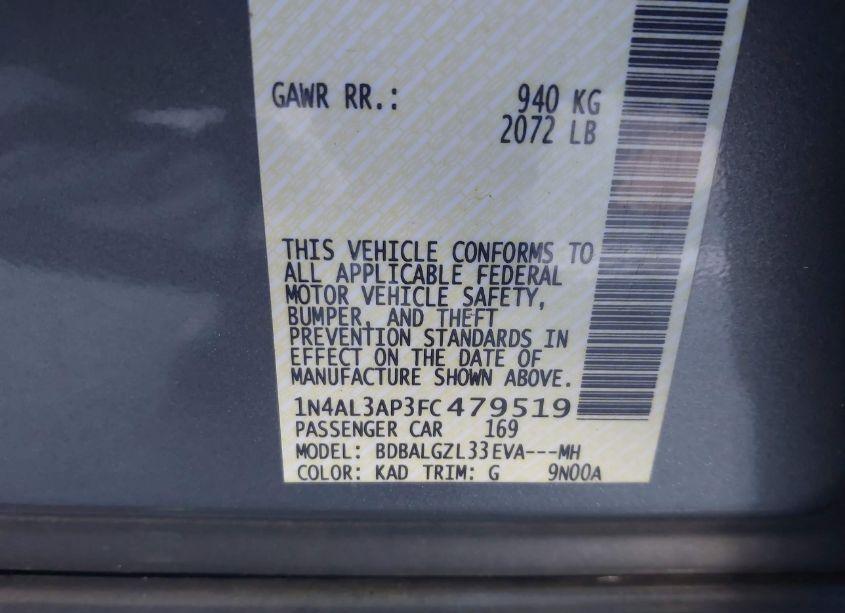 GAWR RR.: 940 KG
2072 LB
THIS VEHICLE CONFORMS TO
ALL APPLICABLE FEDERAL
MOTOR VEHICLE SAFETY,
BUMPER, AND THEFT
PREVENTION STANDARDS IN
EFFECT ON THE DATE OF
MANUFACTURE SHOWN ABOVE.
1N4AL3AP3FC479519
PASSENGER CAR 169
MODEL: BDBALGZL33EVA---MH
COLOR: KAD TRIM: G 9N00A